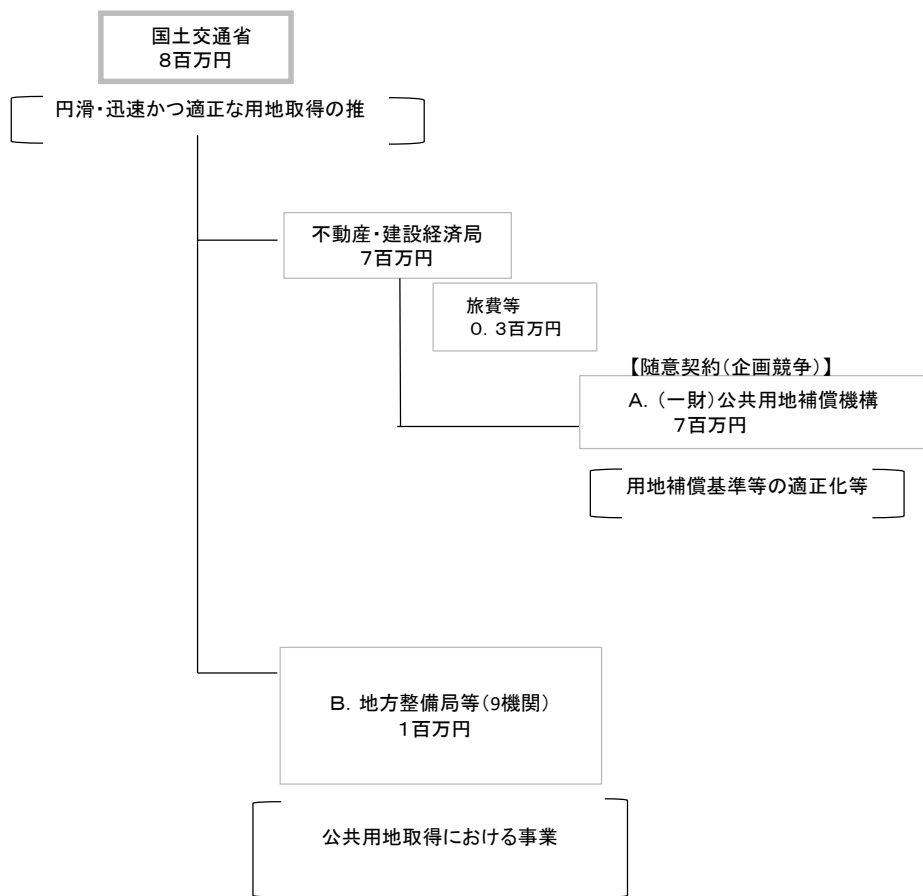 国土交通省
8百万円
円滑・迅速かつ適正な用地取得の推
不動産・建設経済局
7百万円
旅費等
０．３百万円
【随意契約（企画競争）】
Ａ．（一財）公共用地補償機構
7百万円
用地補償基準等の適正化等
Ｂ．地方整備局等（9機関）
１百万円
公共用地取得における事業